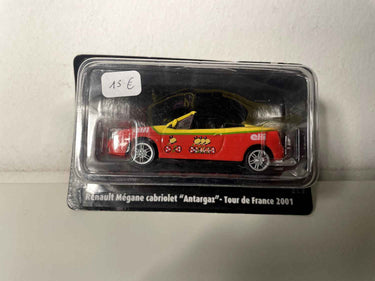 15 €
elf
Renault Mégane cabriolet "Antargaz"- Tour de France 2001